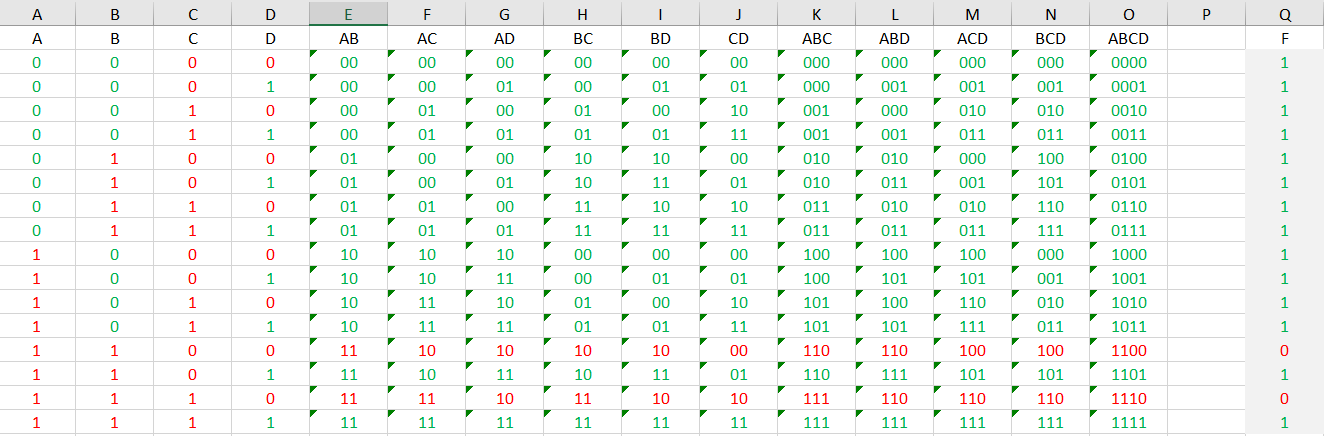 A B C D E F G H I J K L M N O P Q
A B C D AB AC AD BC BD CD ABC ABD ACD BCD ABCD F
0 0 0 0 00 00 00 00 00 00 000 000 000 000 0000 1
0 0 0 1 00 00 01 00 01 01 000 001 001 001 0001 1
0 0 1 0 00 01 00 01 00 10 001 000 010 010 0010 1
0 0 1 1 00 01 01 01 01 11 001 001 011 011 0011 1
0 1 0 0 01 00 00 10 10 00 010 010 000 100 0100 1
0 1 0 1 01 00 01 10 11 01 010 011 001 101 0101 1
0 1 1 0 01 01 00 11 10 10 011 010 010 110 0110 1
0 1 1 1 01 01 01 11 11 11 011 011 011 111 0111 1
1 0 0 0 10 10 10 00 00 00 100 100 100 000 1000 1
1 0 0 1 10 10 11 00 01 01 100 101 101 001 1001 1
1 0 1 0 10 11 10 01 00 10 101 100 110 010 1010 1
1 0 1 1 10 11 11 01 01 11 101 101 111 011 1011 1
1 1 0 0 11 10 10 10 10 00 110 110 100 100 1100 0
1 1 0 1 11 10 11 10 11 01 110 111 101 101 1101 1
1 1 1 0 11 11 10 11 10 10 111 110 110 110 1110 0
1 1 1 1 11 11 11 11 11 11 111 111 111 111 1111 1